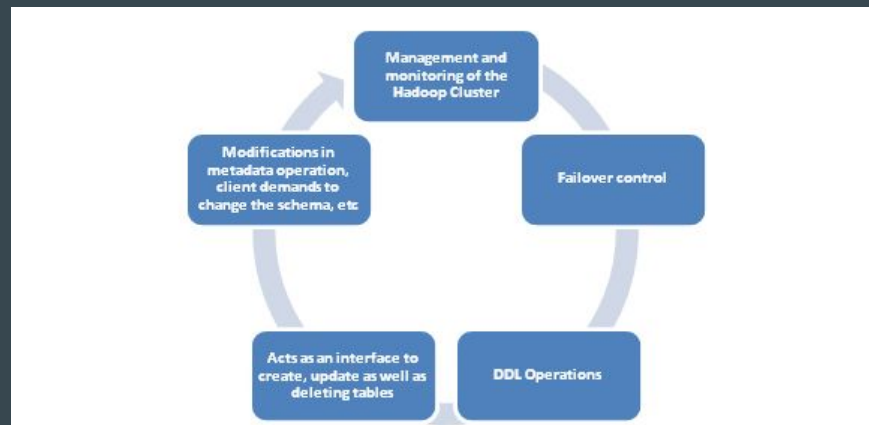 Management and
monitoring of the
Hadoop Cluster
Failover control
DDL Operations
Acts as an interface to
create, update as well as
deleting tables
Modifications in
metadata operation,
client demands to
change the schema, etc